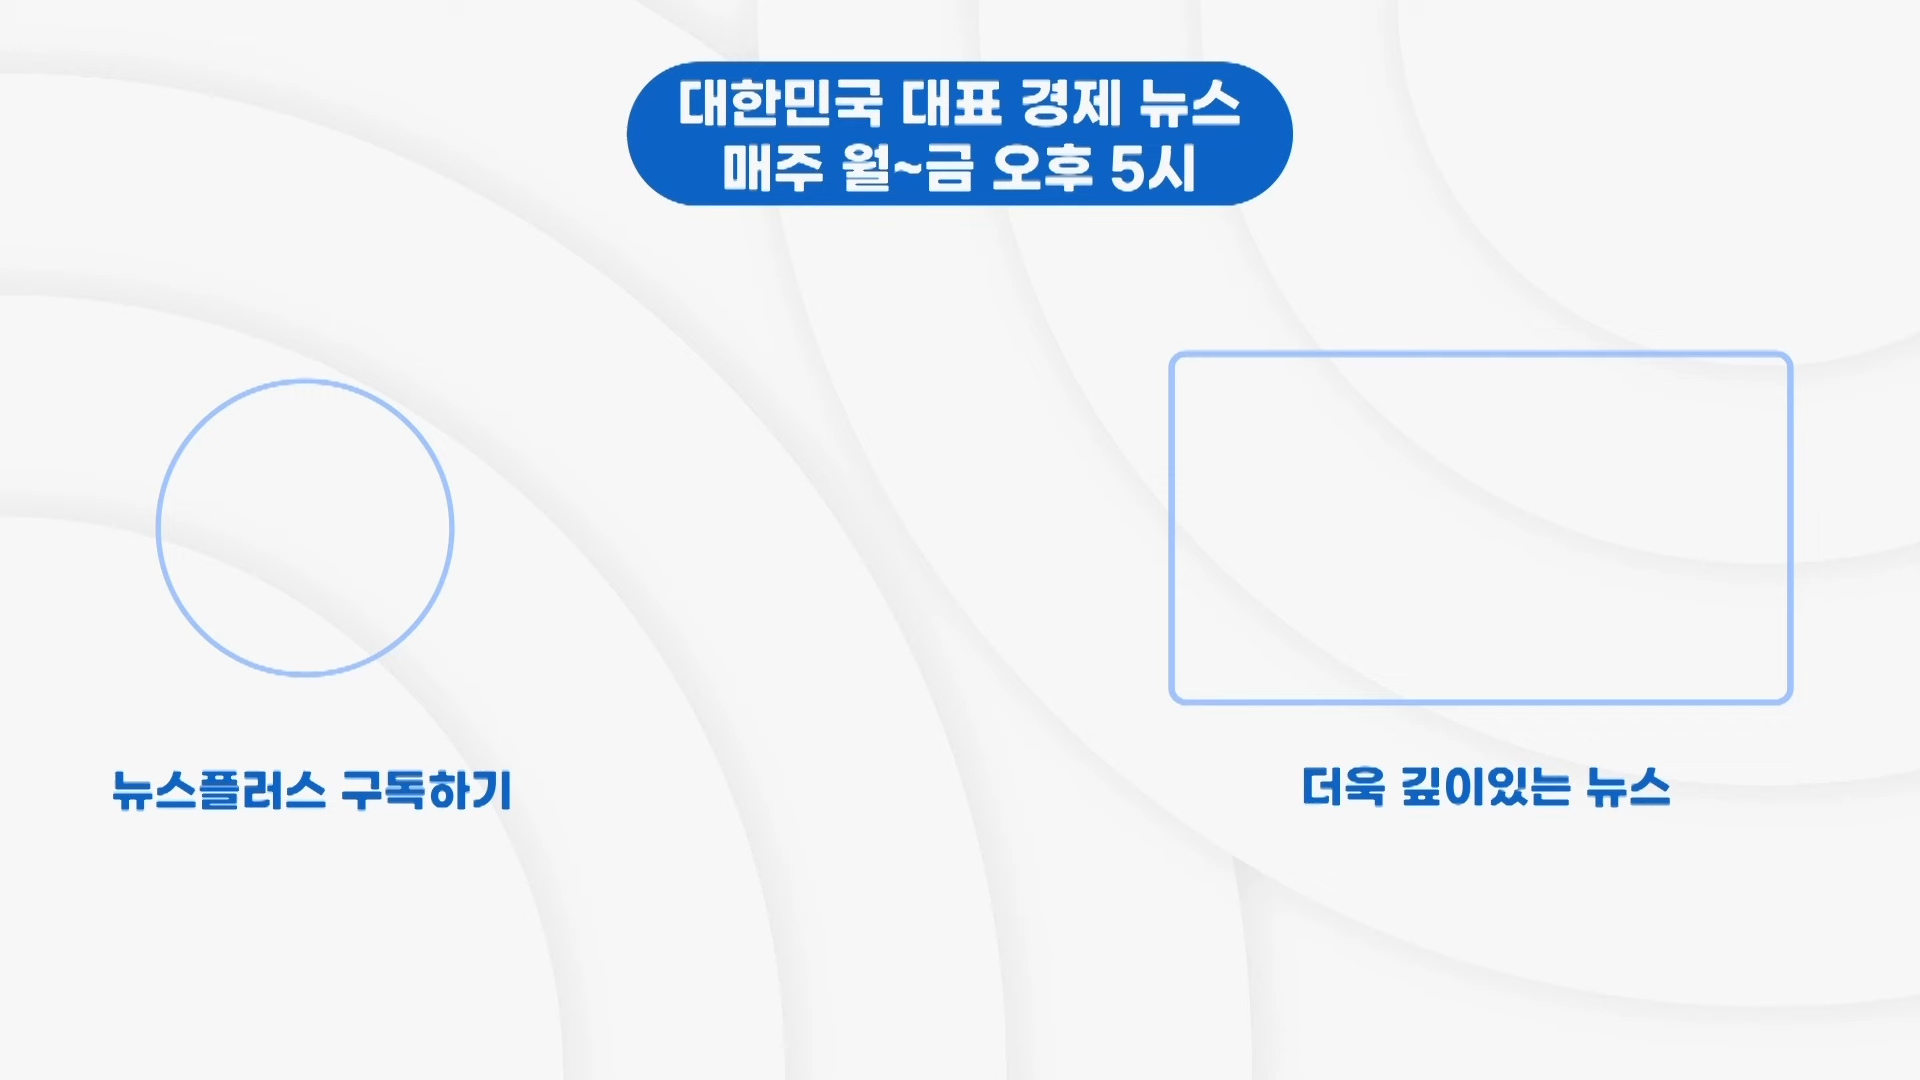 대한민국 대표 경제 뉴스
매주 월~금 오후 5시
뉴스플러스 구독하기
더욱 깊이있는 뉴스